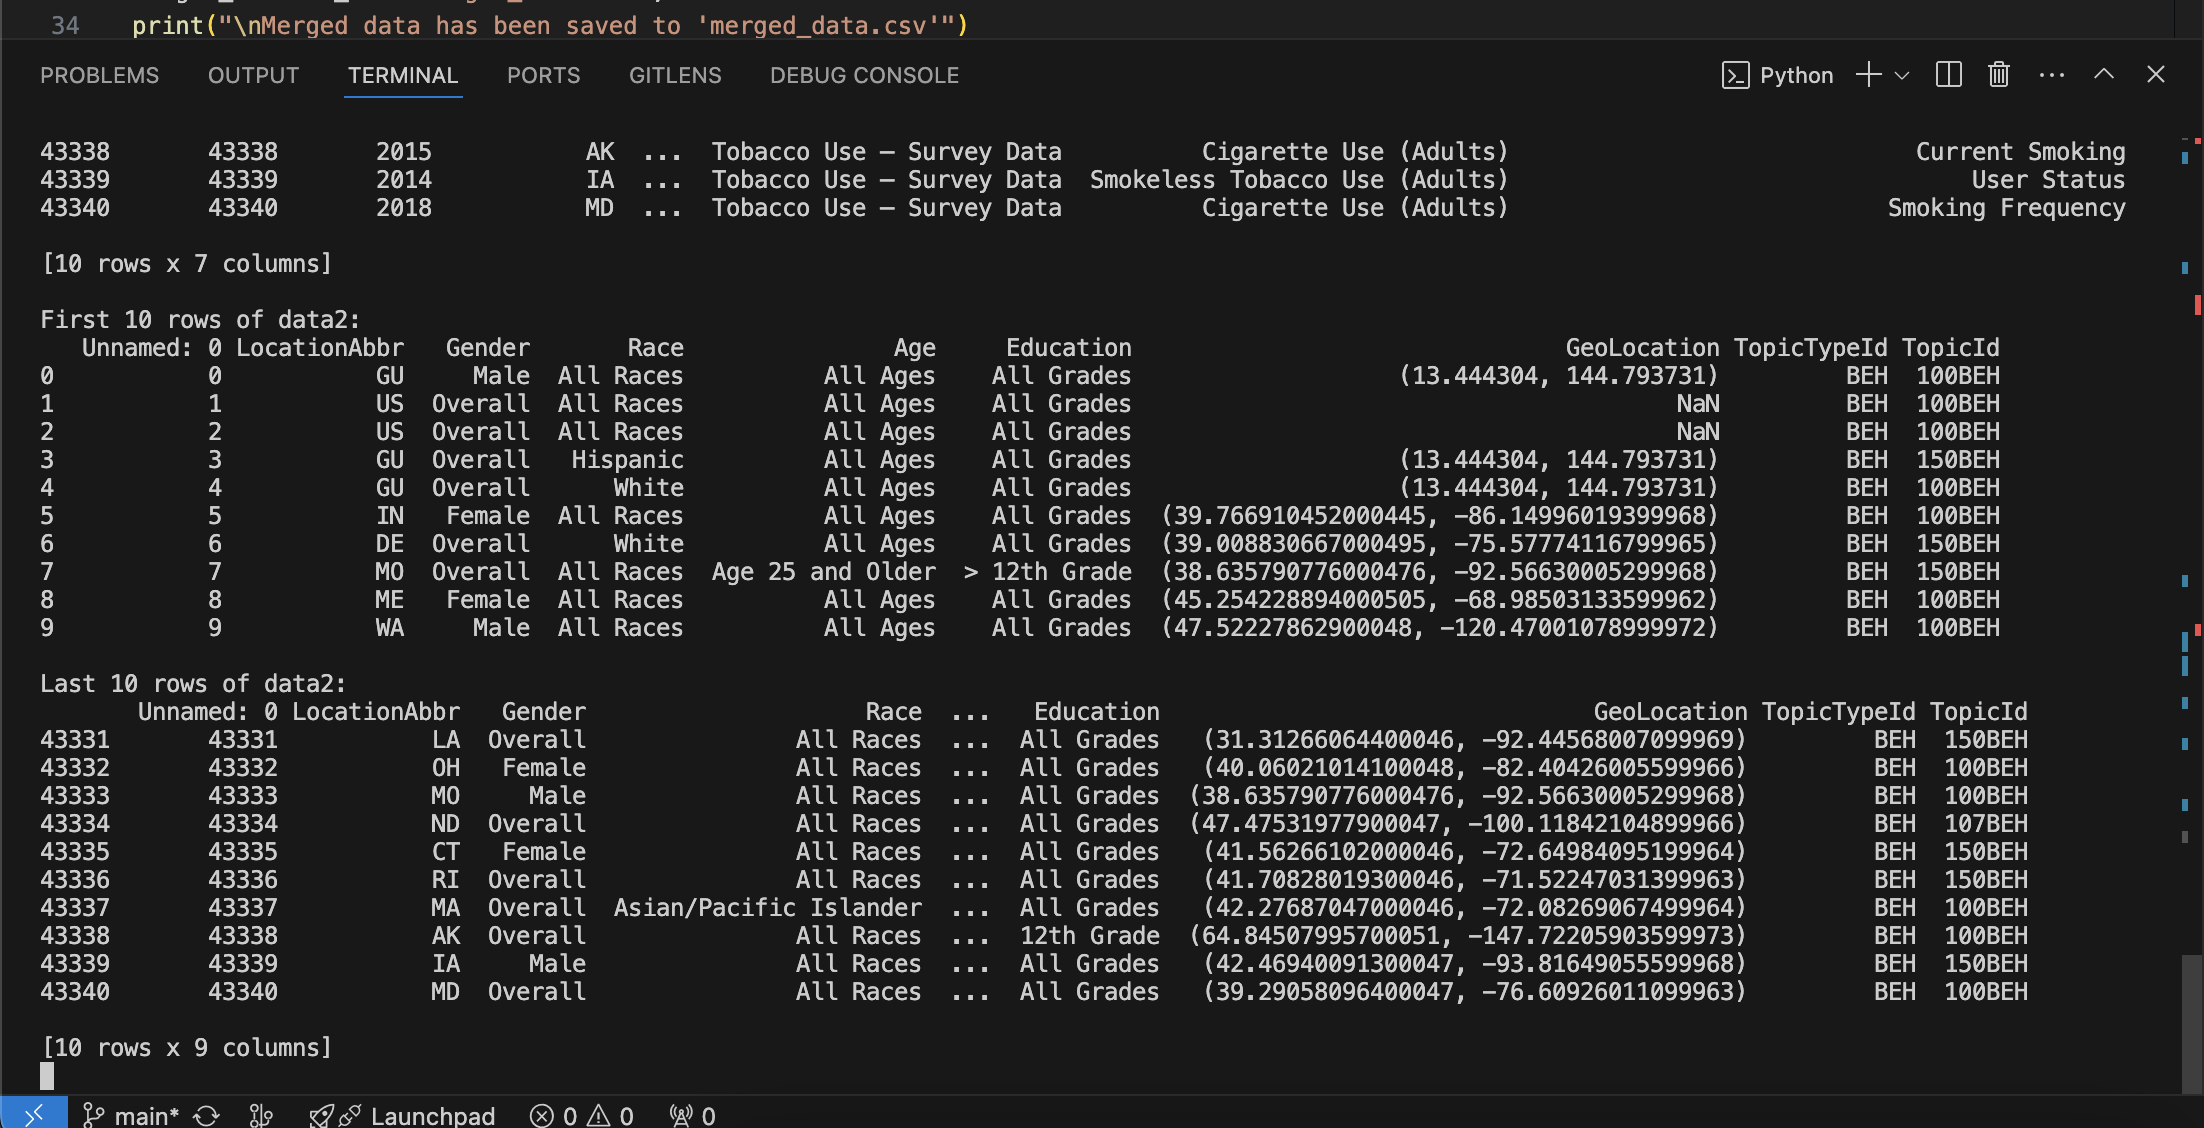 34 print("\nMerged data has been saved to 'merged_data.csv'")
PROBLEMS OUTPUT TERMINAL PORTS GITLENS DEBUG CONSOLE Python
43338 43338 2015 AK ... Tobacco Use – Survey Data Cigarette Use (Adults) Current Smoking
43339 43339 2014 IA ... Tobacco Use – Survey Data Smokeless Tobacco Use (Adults) User Status
43340 43340 2018 MD ... Tobacco Use – Survey Data Cigarette Use (Adults) Smoking Frequency
[10 rows x 7 columns]
First 10 rows of data2:
Unnamed: 0 LocationAbbr Gender Race Age Education GeoLocation TopicTypeId TopicId
0 0 GU Male All Races All Ages All Grades (13.444304, 144.793731) BEH 100BEH
1 1 US Overall All Races All Ages All Grades NaN BEH 100BEH
2 2 US Overall All Races All Ages All Grades NaN BEH 100BEH
3 3 GU Overall Hispanic All Ages All Grades (13.444304, 144.793731) BEH 150BEH
4 4 GU Overall White All Ages All Grades (13.444304, 144.793731) BEH 100BEH
5 5 IN Female All Races All Ages All Grades (39.766910452000445, -86.14996019399968) BEH 100BEH
6 6 DE Overall White All Ages All Grades (39.008830667000495, -75.57774116799965) BEH 150BEH
7 7 MO Overall All Races Age 25 and Older > 12th Grade (38.635790776000476, -92.56630005299968) BEH 150BEH
8 8 ME Female All Races All Ages All Grades (45.254228894000505, -68.98503133599962) BEH 100BEH
9 9 WA Male All Races All Ages All Grades (47.52227862900048, -120.47001078999972) BEH 100BEH
Last 10 rows of data2:
Unnamed: 0 LocationAbbr Gender Race ... Education GeoLocation TopicTypeId TopicId
43331 43331 LA Overall All Races ... All Grades (31.31266064400046, -92.44568007099969) BEH 150BEH
43332 43332 OH Female All Races ... All Grades (40.06021014100048, -82.40426005599966) BEH 100BEH
43333 43333 MO Male All Races ... All Grades (38.635790776000476, -92.56630005299968) BEH 100BEH
43334 43334 ND Overall All Races ... All Grades (47.47531977900047, -100.11842104899966) BEH 107BEH
43335 43335 CT Female All Races ... All Grades (41.56266102000046, -72.64984095199964) BEH 150BEH
43336 43336 RI Overall All Races ... All Grades (41.70828019300046, -71.52247031399963) BEH 150BEH
43337 43337 MA Overall Asian/Pacific Islander ... All Grades (42.27687047000046, -72.08269067499964) BEH 100BEH
43338 43338 AK Overall All Races ... 12th Grade (64.84507995700051, -147.72205903599973) BEH 100BEH
43339 43339 IA Male All Races ... All Grades (42.46940091300047, -93.81649055599968) BEH 150BEH
43340 43340 MD Overall All Races ... All Grades (39.29058096400047, -76.60926011099963) BEH 100BEH
[10 rows x 9 columns]
main* Launchpad 0 0 0